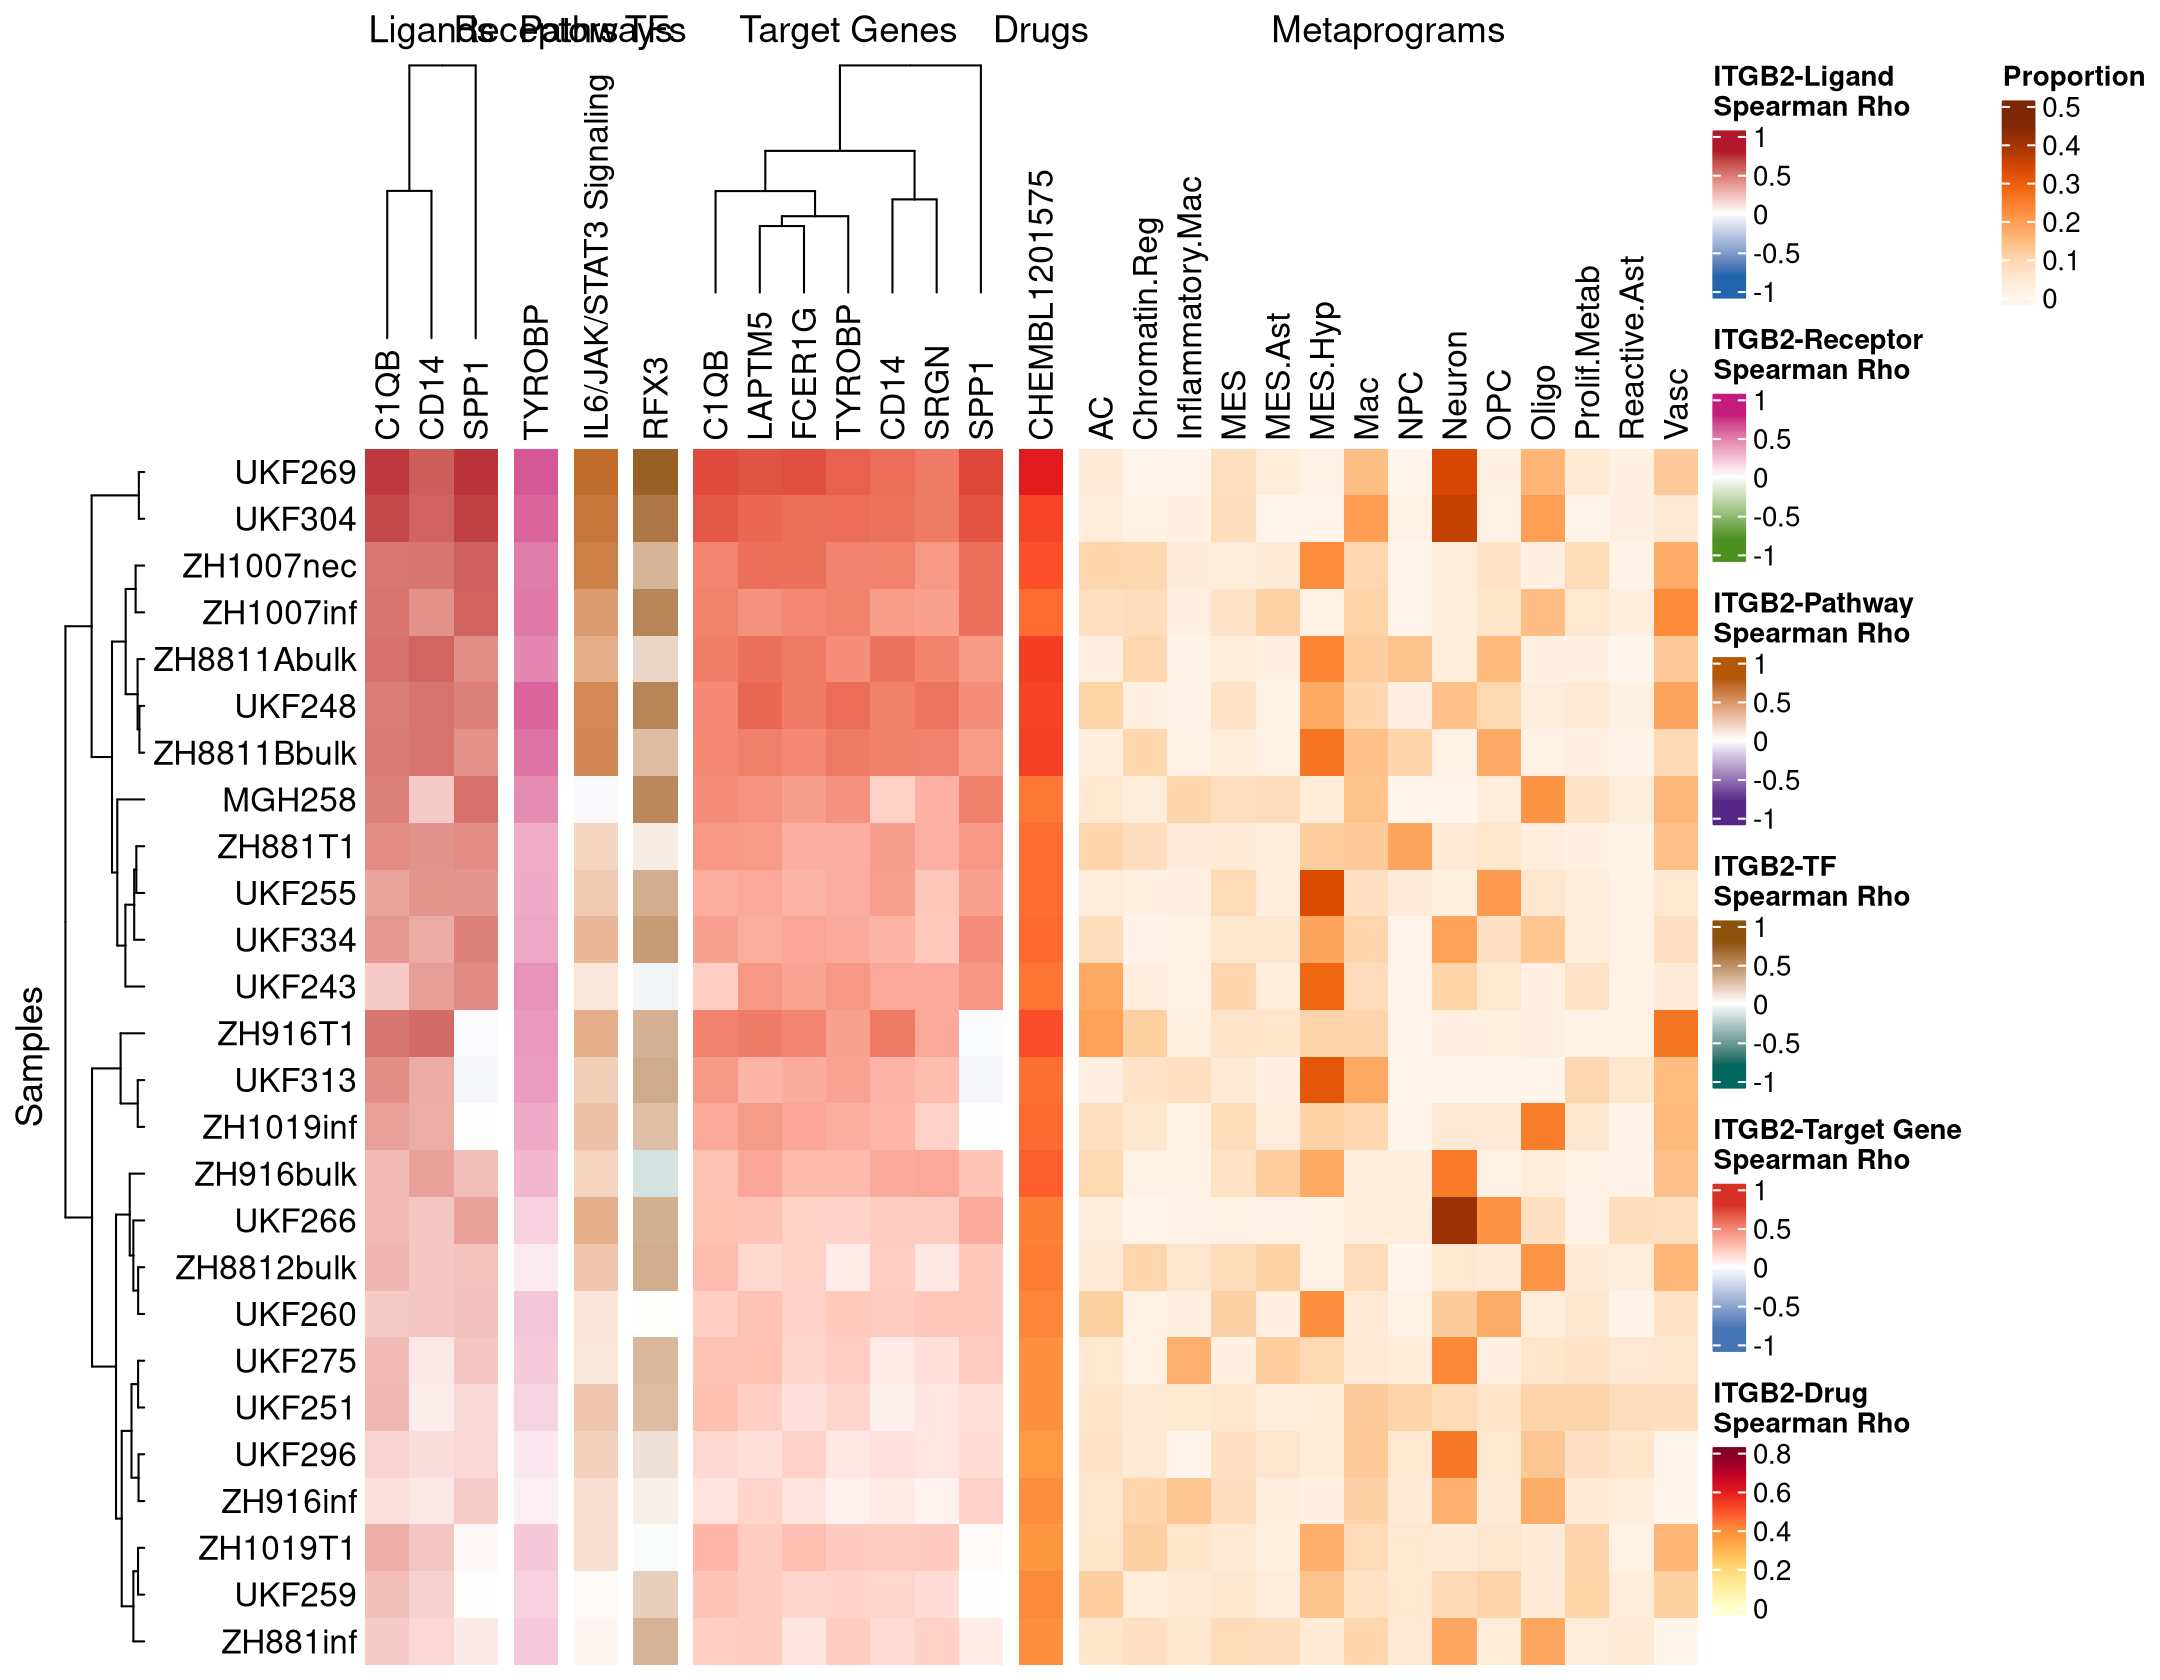 Ligands Receptors Pathways TFs Target Genes Drugs Metaprograms
C1QB
CD14
SPP1
TYROBP
IL6/JAK/STAT3 Signaling
RFX3
C1QB
LAPTM5
FCER1G
TYROBP
CD14
SRGN
SPP1
CHEMBL1201575
AC
Chromatin.Reg
Inflammatory.Mac
MES
MES.Ast
MES.Hyp
Mac
NPC
Neuron
OPC
Oligo
Prolif.Metab
Reactive.Ast
Vasc
Samples
UKF269
UKF304
ZH1007nec
ZH1007inf
ZH8811Abulk
UKF248
ZH8811Bbulk
MGH258
ZH881T1
UKF255
UKF334
UKF243
ZH916T1
UKF313
ZH1019inf
ZH916bulk
UKF266
ZH8812bulk
UKF260
UKF275
UKF251
UKF296
ZH916inf
ZH1019T1
UKF259
ZH881inf
ITGB2-Ligand
Spearman Rho
1
0.5
0
-0.5
-1
ITGB2-Receptor
Spearman Rho
1
0.5
0
-0.5
-1
ITGB2-Pathway
Spearman Rho
1
0.5
0
-0.5
-1
ITGB2-TF
Spearman Rho
1
0.5
0
-0.5
-1
ITGB2-Target Gene
Spearman Rho
1
0.5
0
-0.5
-1
ITGB2-Drug
Spearman Rho
0.8
0.6
0.4
0.2
0
Proportion
0.5
0.4
0.3
0.2
0.1
0